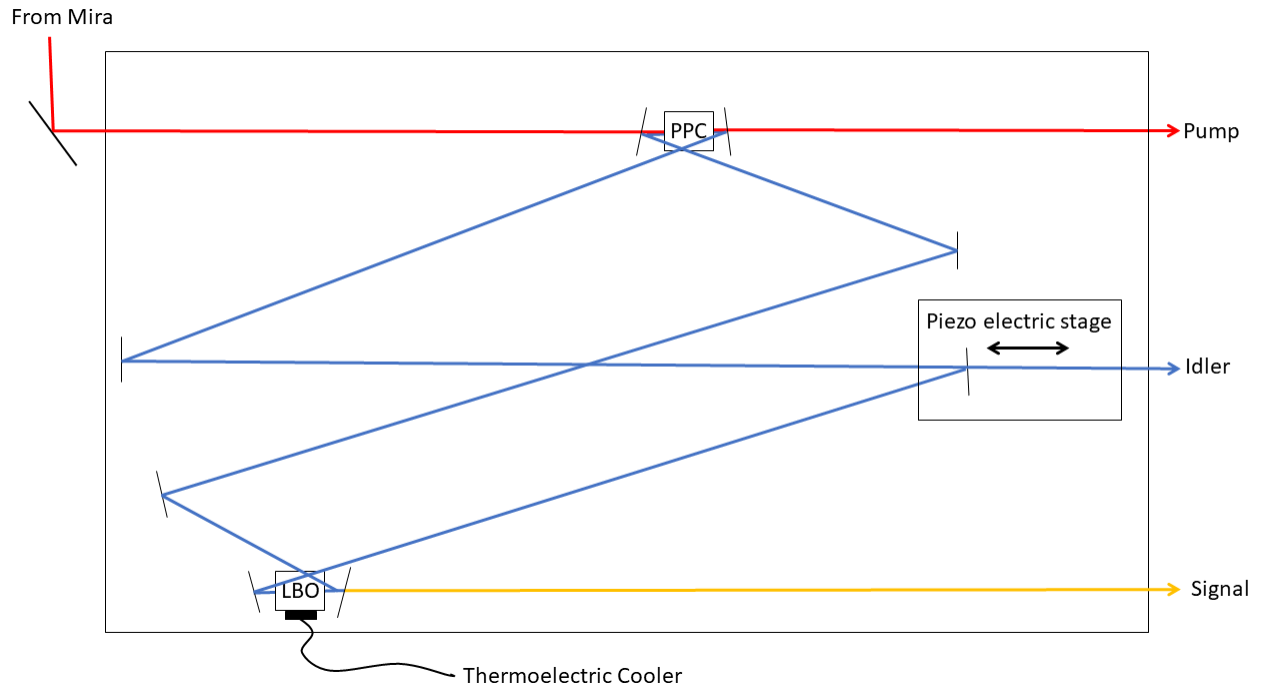 From Mira
PPC
Pump
Piezo electric stage
Idler
LBO
Signal
Thermoelectric Cooler